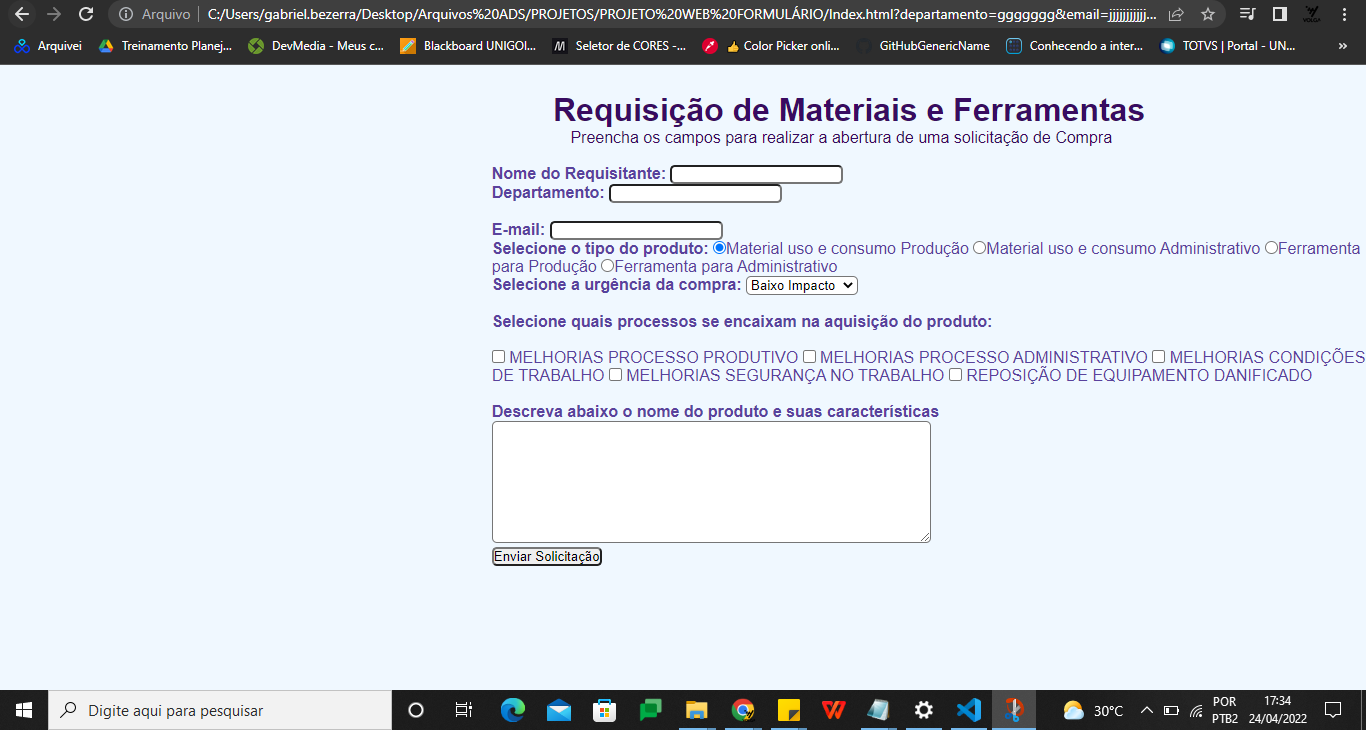 Arquivo | C:/Users/gabriel.bezerra/Desktop/Arquivos%20ADS/PROJETOS/PROJETO%20WEB%20FORMULÁRIO/Index.html?departamento=ggggggg&email=jjjjjjjjjjj...
Arquivei Treinamento Planej... DevMedia - Meus c... Blackboard UNIGOI... Seletor de CORES -... Color Picker onli... GitHubGenericName Conhecendo a inter... TOTVS | Portal - UN... »
Requisição de Materiais e Ferramentas
Preencha os campos para realizar a abertura de uma solicitação de Compra
Nome do Requisitante:
Departamento:
E-mail:
Selecione o tipo do produto: Material uso e consumo Produção Material uso e consumo Administrativo Ferramenta
para Produção Ferramenta para Administrativo
Selecione a urgência da compra: Baixo Impacto
Selecione quais processos se encaixam na aquisição do produto:
MELHORIAS PROCESSO PRODUTIVO MELHORIAS PROCESSO ADMINISTRATIVO MELHORIAS CONDIÇÕES
DE TRABALHO MELHORIAS SEGURANÇA NO TRABALHO REPOSIÇÃO DE EQUIPAMENTO DANIFICADO
Descreva abaixo o nome do produto e suas características
Enviar Solicitação
Digite aqui para pesquisar
30°C
POR
PTB2
17:34
24/04/2022